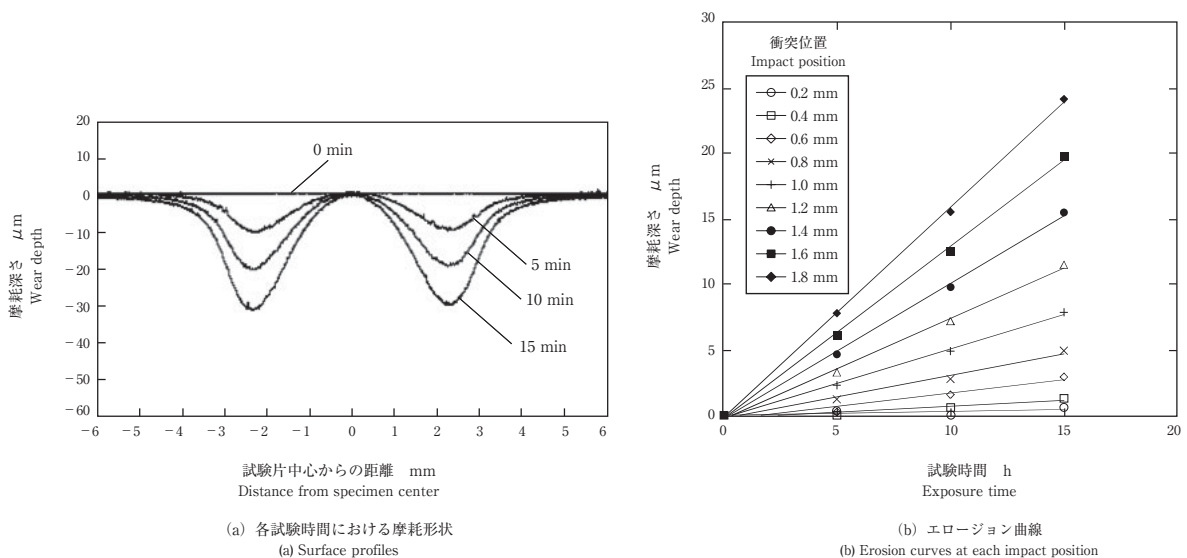 20
10
0
−10
−20
−30
−40
−50
−60
摩耗深さ μm
Wear depth
0 min
5 min
10 min
15 min
−6 −5 −4 −3 −2 −1 0 1 2 3 4 5 6
試験片中心からの距離 mm
Distance from specimen center
(a) 各試験時間における摩耗形状
(a) Surface profiles
30
25
20
15
10
5
0
摩耗深さ μm
Wear depth
衝突位置
Impact position
0.2 mm
0.4 mm
0.6 mm
0.8 mm
1.0 mm
1.2 mm
1.4 mm
1.6 mm
1.8 mm
0 5 10 15 20
試験時間 h
Exposure time
(b) エロージョン曲線
(b) Erosion curves at each impact position